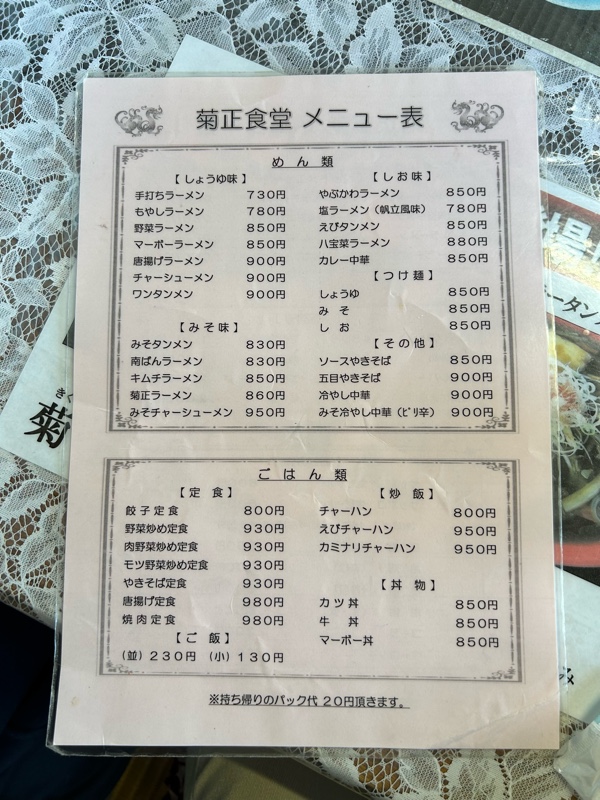 菊正食堂 メニュー表
めん類
【しょうゆ味】
手打ちラーメン 730円
もやしラーメン 780円
野菜ラーメン 850円
マーボーラーメン 850円
唐揚げラーメン 900円
チャーシューメン 900円
ワンタンメン 900円
【みそ味】
みそタンメン 830円
南ばんラーメン 830円
キムチラーメン 850円
菊正ラーメン 860円
みそチャーシューメン 950円
【しお味】
やぶかわラーメン 850円
塩ラーメン（帆立風味） 780円
えびタンメン 850円
八宝菜ラーメン 880円
カレー中華 850円
【つけ麺】
しょうゆ 850円
みそ 850円
しお 850円
【その他】
ソースやきそば 850円
五目やきそば 900円
冷やし中華 900円
みそ冷やし中華（ピリ辛） 900円
ごはん類
【定食】
餃子定食 800円
野菜炒め定食 930円
肉野菜炒め定食 930円
モツ野菜炒め定食 930円
やきそば定食 930円
唐揚げ定食 980円
焼肉定食 980円
【ご飯】
（並）230円 （小）130円
【炒飯】
チャーハン 800円
えびチャーハン 950円
カミナリチャーハン 950円
【丼物】
カツ丼 850円
牛丼 850円
マーボー丼 850円
※持ち帰りのパック代 20円頂きます。
きく
菊
揚
タン